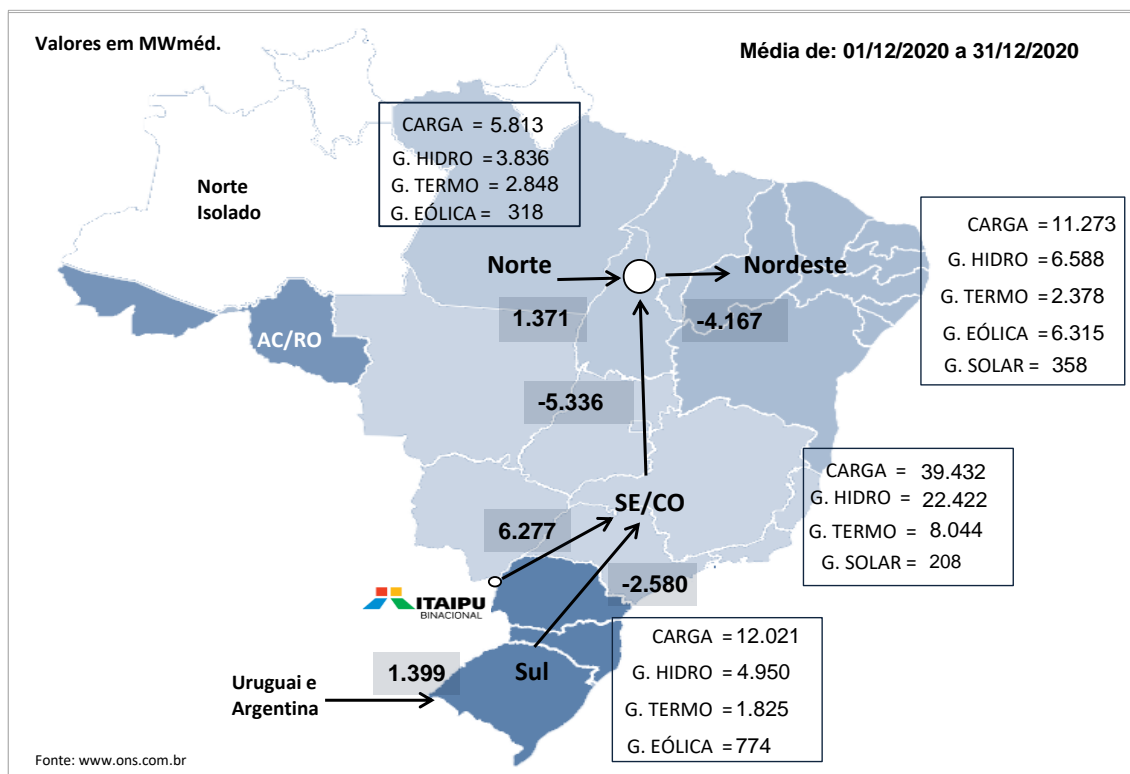 Valores em MWméd.
Média de: 01/12/2020 a 31/12/2020
CARGA = 5.813
G. HIDRO = 3.836
G. TERMO = 2.848
G. EÓLICA = 318
Norte
Isolado
CARGA = 11.273
G. HIDRO = 6.588
G. TERMO = 2.378
G. EÓLICA = 6.315
G. SOLAR = 358
Norte
Nordeste
1.371
-4.167
AC/RO
-5.336
CARGA = 39.432
G. HIDRO = 22.422
G. TERMO = 8.044
G. SOLAR = 208
SE/CO
6.277
-2.580
ITAIPU
BINACIONAL
CARGA = 12.021
G. HIDRO = 4.950
G. TERMO = 1.825
G. EÓLICA = 774
1.399
Sul
Uruguai e
Argentina
Fonte: www.ons.com.br